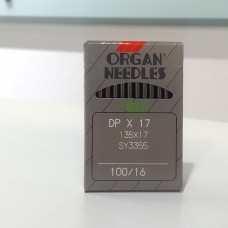 ORGAN
NEEDLES
DP X 17
135X17
SY3355
100/16